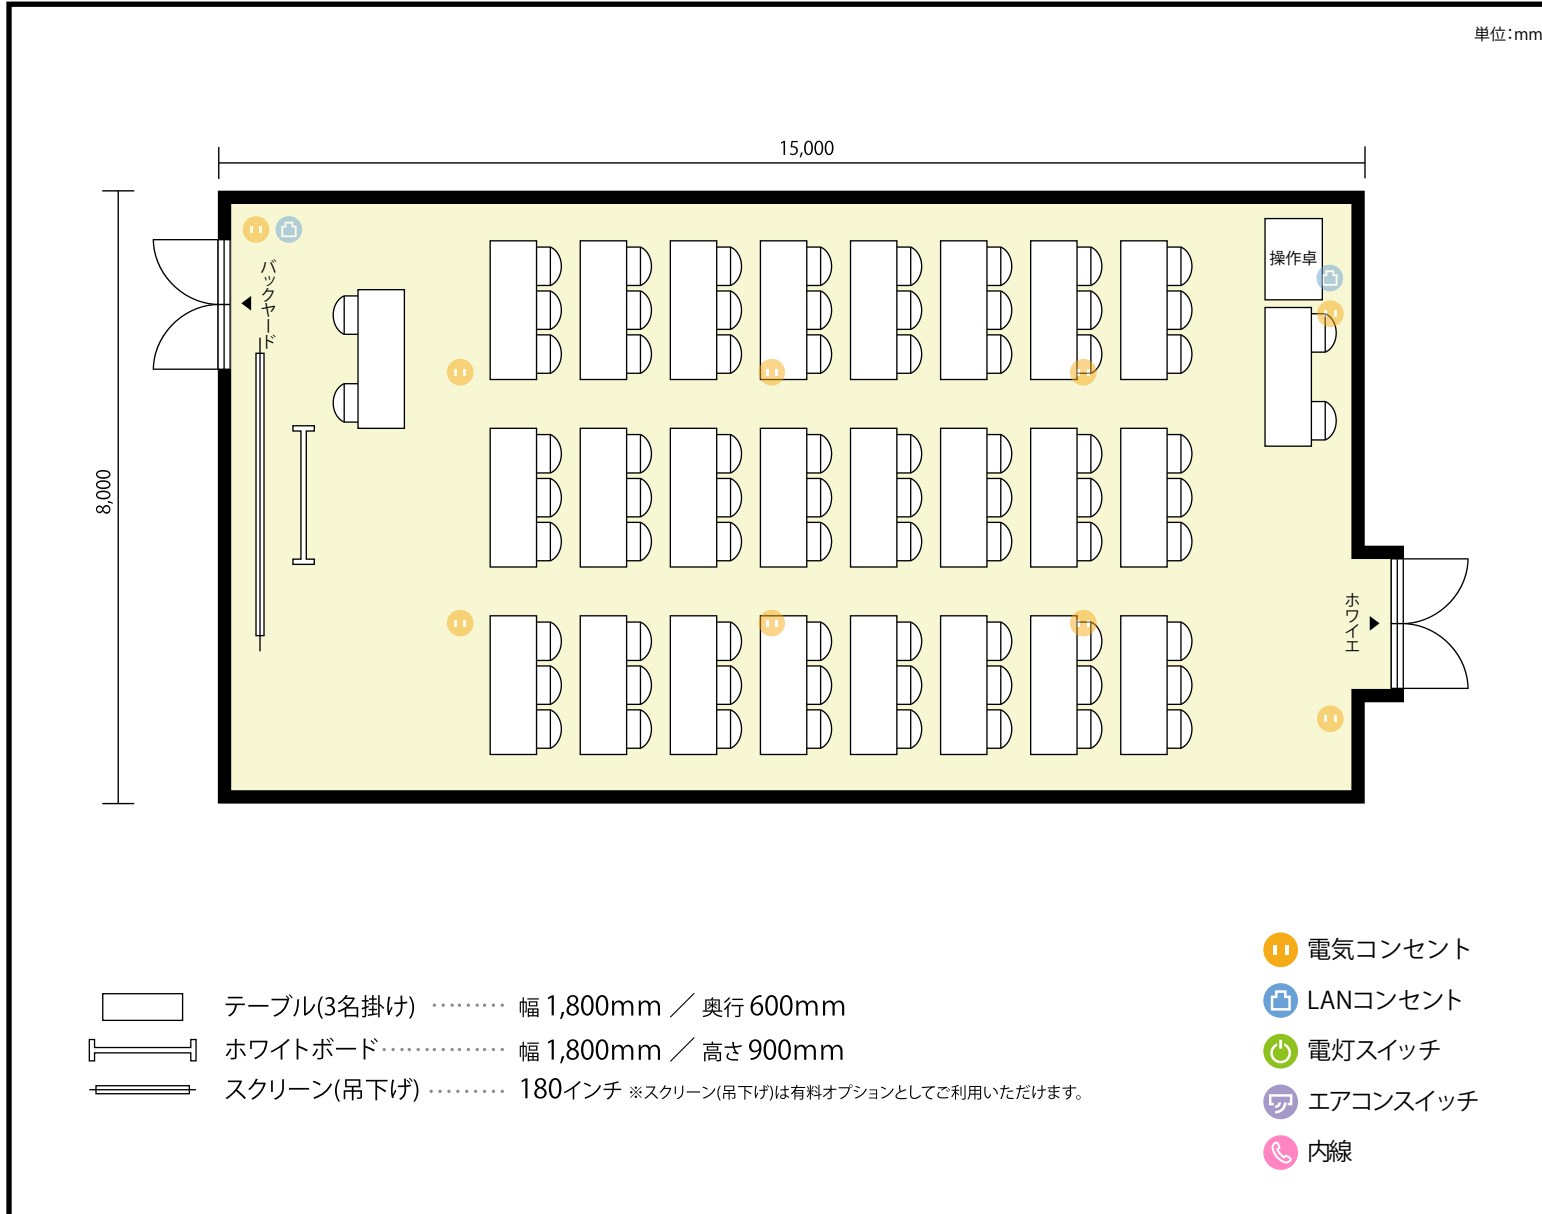 単位：mm
15,000
8,000
バックヤード
操作卓
ホワイエ
テーブル(3名掛け) ········· 幅 1,800mm ／ 奥行 600mm
ホワイトボード··············· 幅 1,800mm ／ 高さ 900mm
スクリーン(吊下げ) ········· 180インチ ※スクリーン(吊下げ)は有料オプションとしてご利用いただけます。
電気コンセント
LANコンセント
電灯スイッチ
エアコンスイッチ
内線